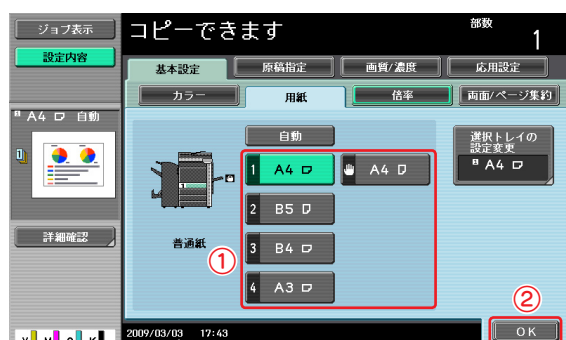 ジョブ表示
コピーできます
部数
1
設定内容
基本設定
原稿指定
画質/濃度
応用設定
カラー
用紙
倍率
両面/ページ集約
A4 自動
自動
選択トレイの
設定変更
A4
1 A4
A4
2 B5
普通紙
3 B4
①
4 A3
詳細確認
②
Y M C K
2009/03/03 17:43
OK